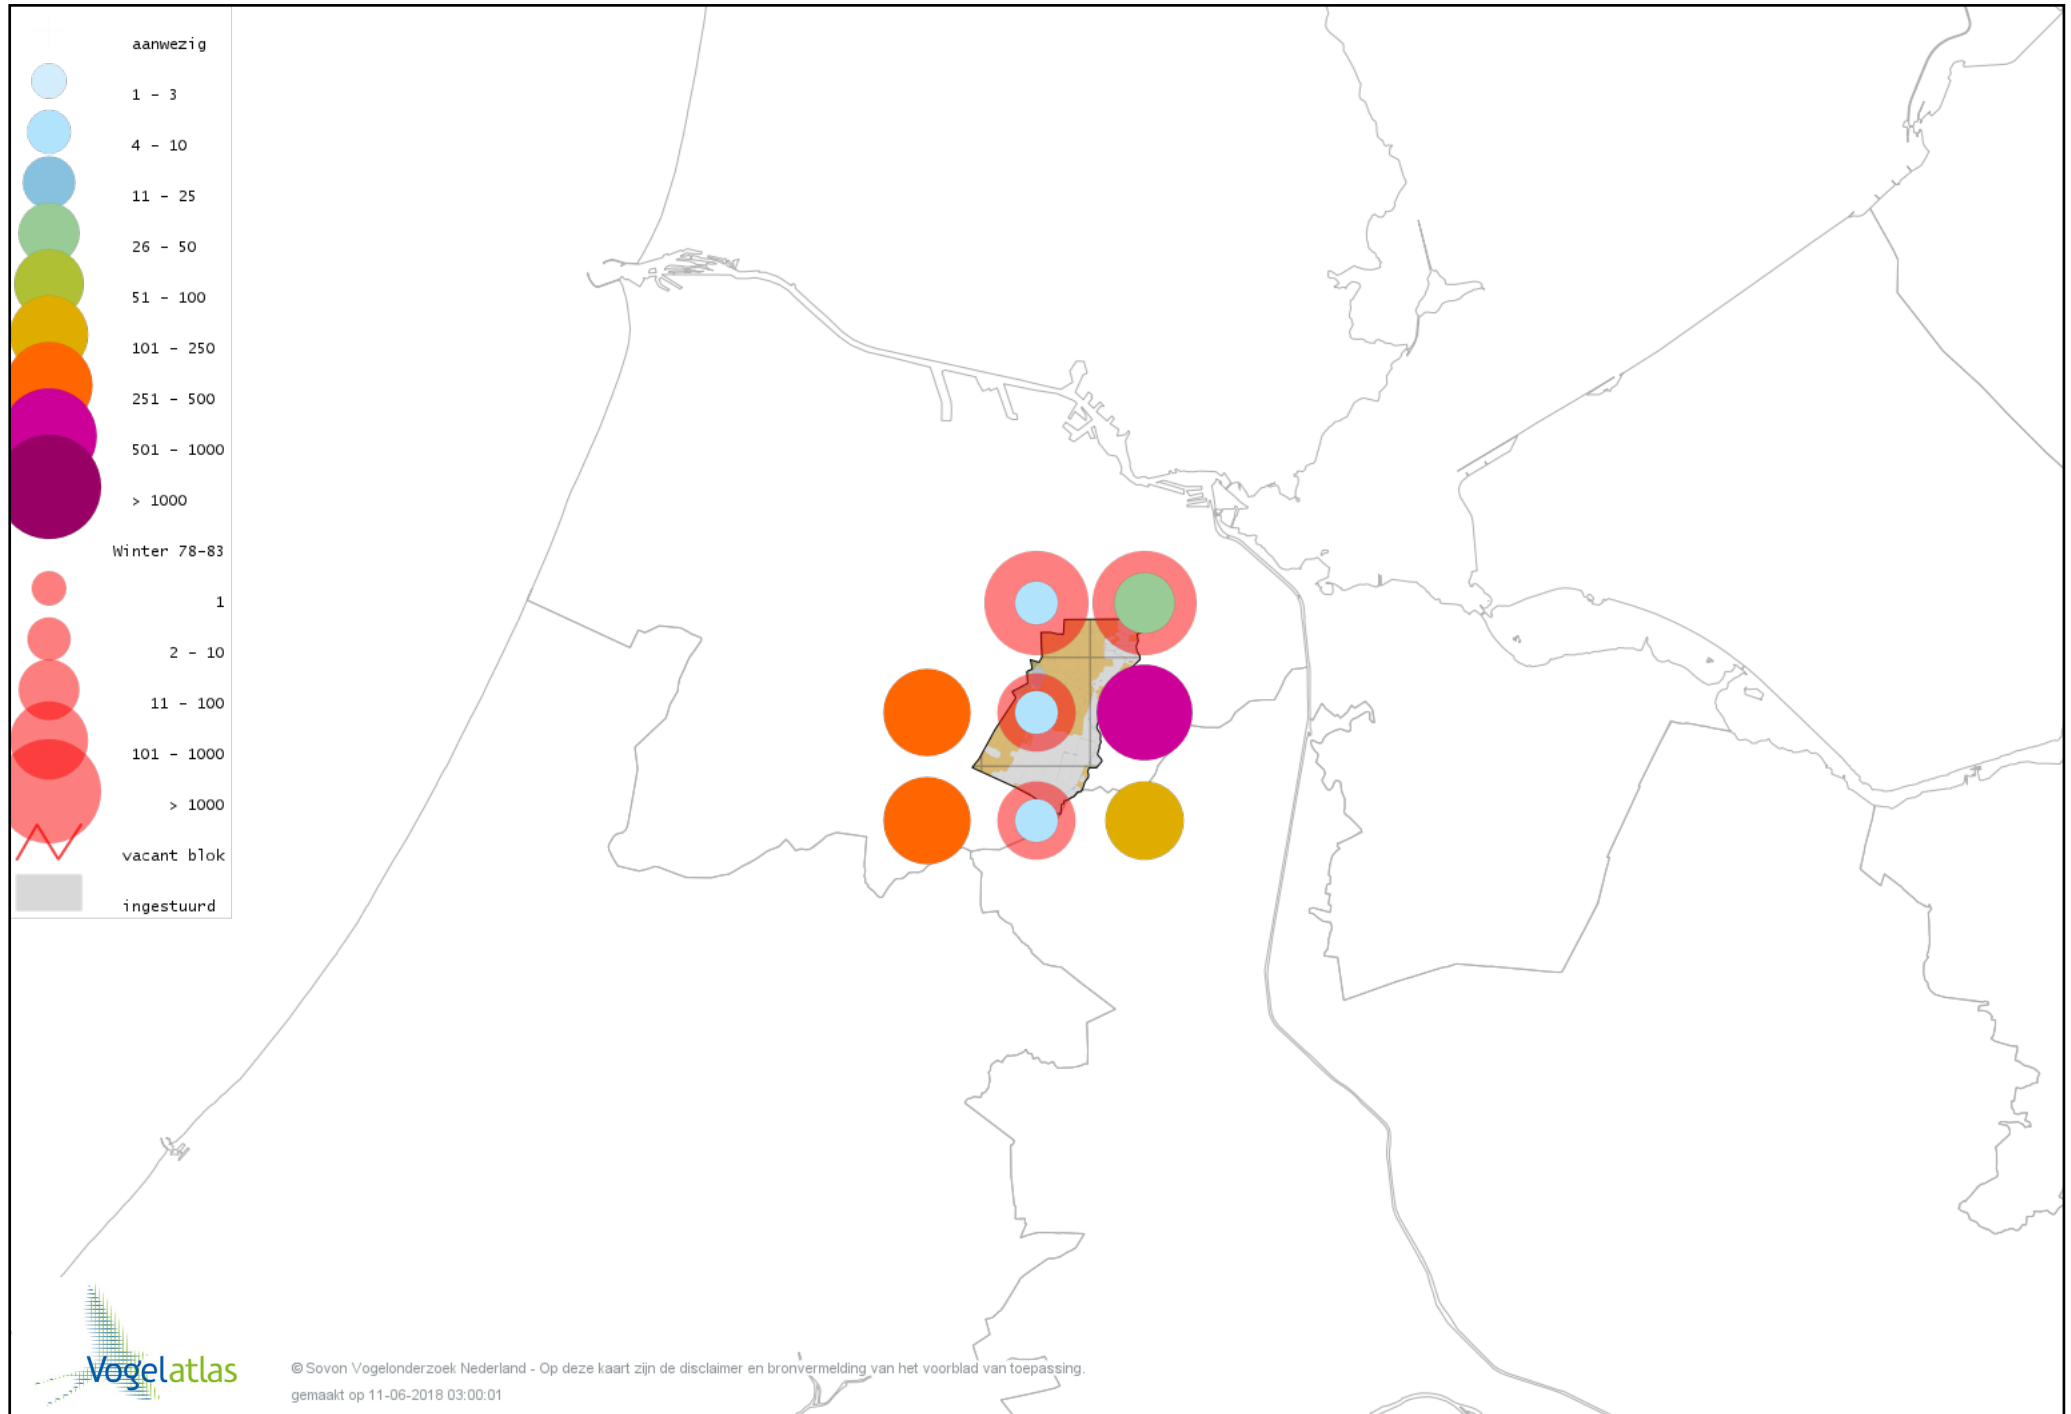 aanwezig
1 - 3
4 - 10
11 - 25
26 - 50
51 - 100
101 - 250
251 - 500
501 - 1000
> 1000
Winter 78-83
1
2 - 10
11 - 100
101 - 1000
> 1000
vacant blok
ingestuurd
Vogelatlas
© Sovon Vogelonderzoek Nederland - Op deze kaart zijn de disclaimer en bronvermelding van het voorblad van toepassing.
gemaakt op 11-06-2018 03:00:01